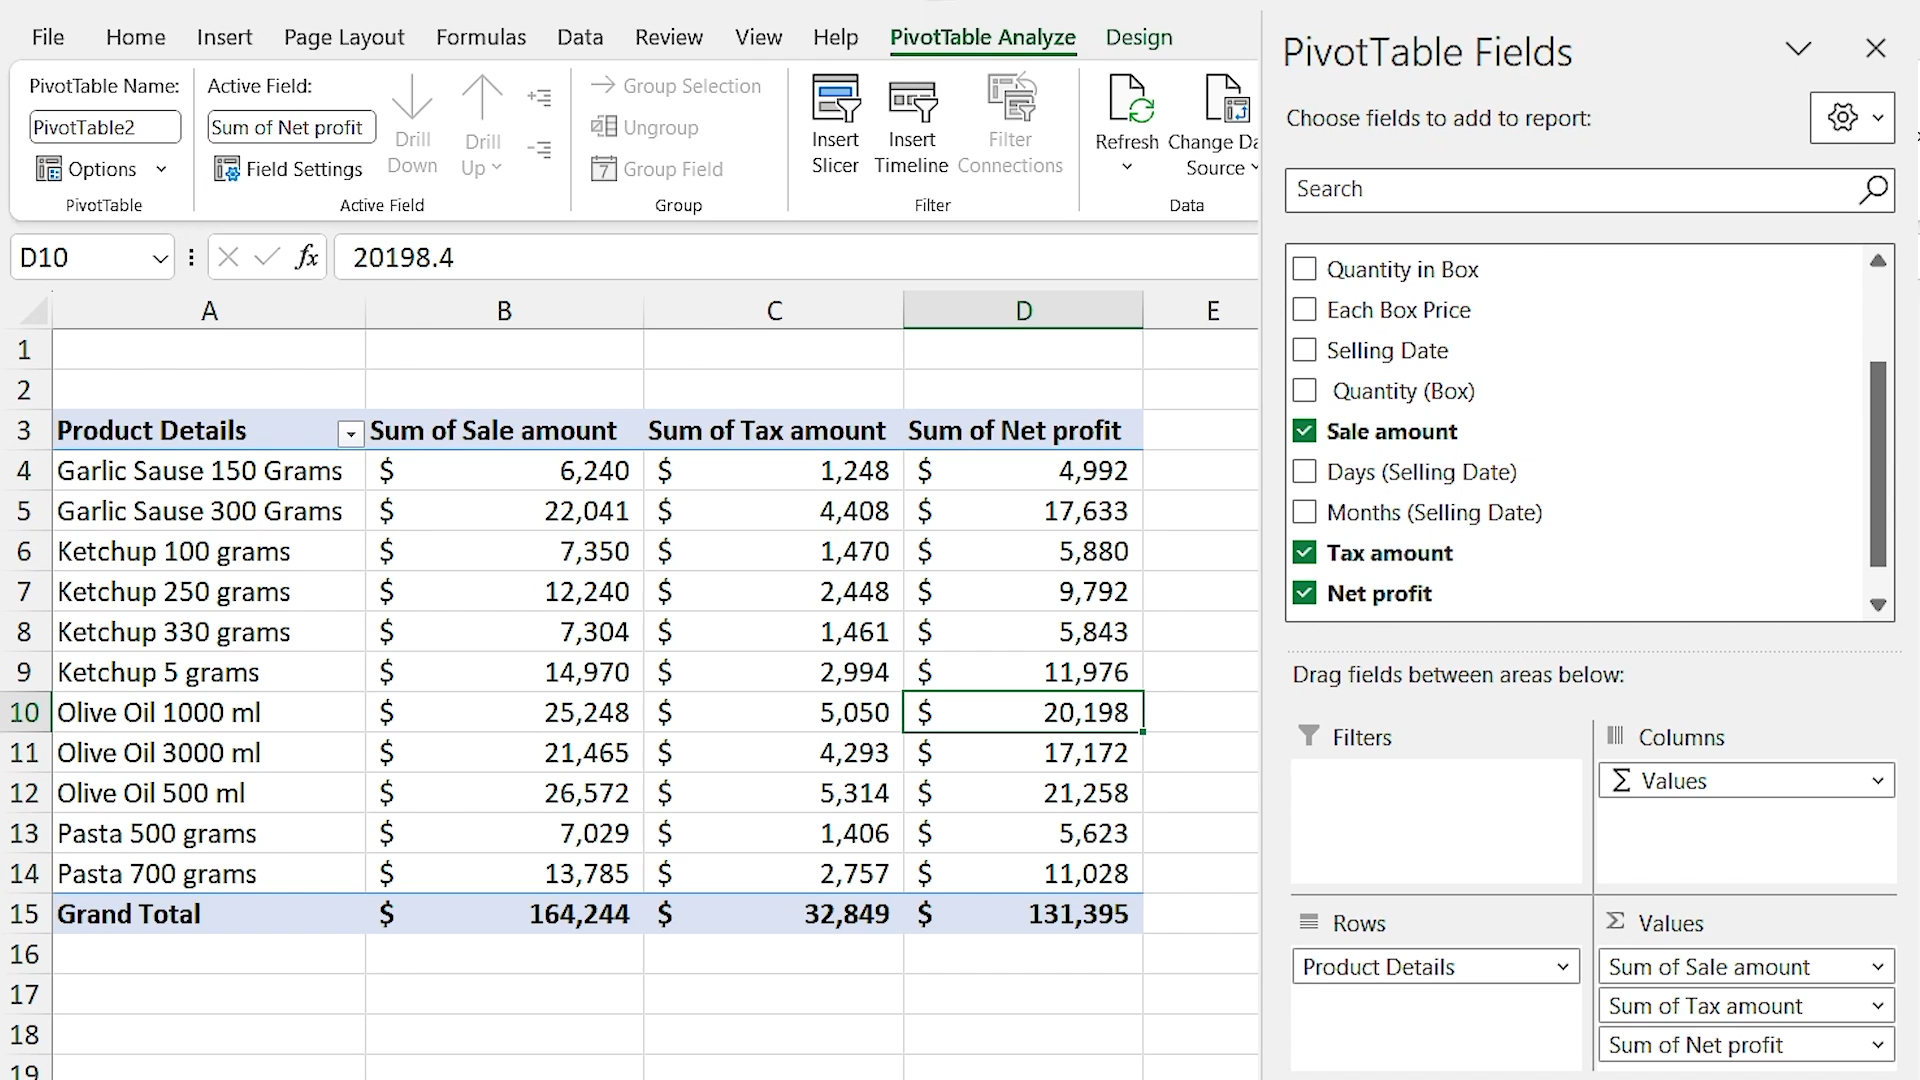 File Home Insert Page Layout Formulas Data Review View Help PivotTable Analyze Design
PivotTable Name:
PivotTable2
Options
PivotTable
Active Field:
Sum of Net profit
Field Settings
Drill
Down
Drill
Up
Active Field
Group Selection
Ungroup
7 Group Field
Group
Insert
Slicer
Insert
Timeline
Filter
Connections
Filter
Refresh
Change Da
Source
Data
D10 fx 20198.4
A B C D E
1
2
3 Product Details Sum of Sale amount Sum of Tax amount Sum of Net profit
4 Garlic Sause 150 Grams $ 6,240 $ 1,248 $ 4,992
5 Garlic Sause 300 Grams $ 22,041 $ 4,408 $ 17,633
6 Ketchup 100 grams $ 7,350 $ 1,470 $ 5,880
7 Ketchup 250 grams $ 12,240 $ 2,448 $ 9,792
8 Ketchup 330 grams $ 7,304 $ 1,461 $ 5,843
9 Ketchup 5 grams $ 14,970 $ 2,994 $ 11,976
10 Olive Oil 1000 ml $ 25,248 $ 5,050 $ 20,198
11 Olive Oil 3000 ml $ 21,465 $ 4,293 $ 17,172
12 Olive Oil 500 ml $ 26,572 $ 5,314 $ 21,258
13 Pasta 500 grams $ 7,029 $ 1,406 $ 5,623
14 Pasta 700 grams $ 13,785 $ 2,757 $ 11,028
15 Grand Total $ 164,244 $ 32,849 $ 131,395
16
17
18
19
PivotTable Fields
Choose fields to add to report:
Search
Quantity in Box
Each Box Price
Selling Date
Quantity (Box)
Sale amount
Days (Selling Date)
Months (Selling Date)
Tax amount
Net profit
Drag fields between areas below:
Filters
Columns
Σ Values
Rows
Product Details
Σ Values
Sum of Sale amount
Sum of Tax amount
Sum of Net profit